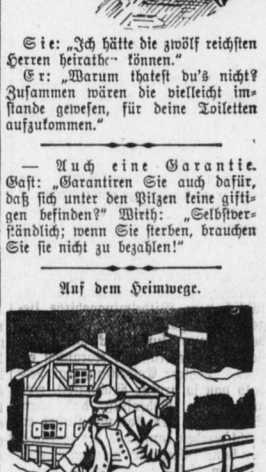 Sie: „Ich hätte die zwölf reichsten
Herren heirathen können.“
Er: „Warum thatest du's nicht?
Zusammen wären die vielleicht im-
stande gewesen, für deine Toiletten
aufzukommen.“
— Auch eine Garantie.
Gast: „Garantiren Sie auch dafür,
daß sich unter den Pilzen keine gifti-
gen befinden?“ Wirth: „Selbstver-
ständlich; wenn Sie sterben, brauchen
Sie sie nicht zu bezahlen!“
Auf dem Heimwege.